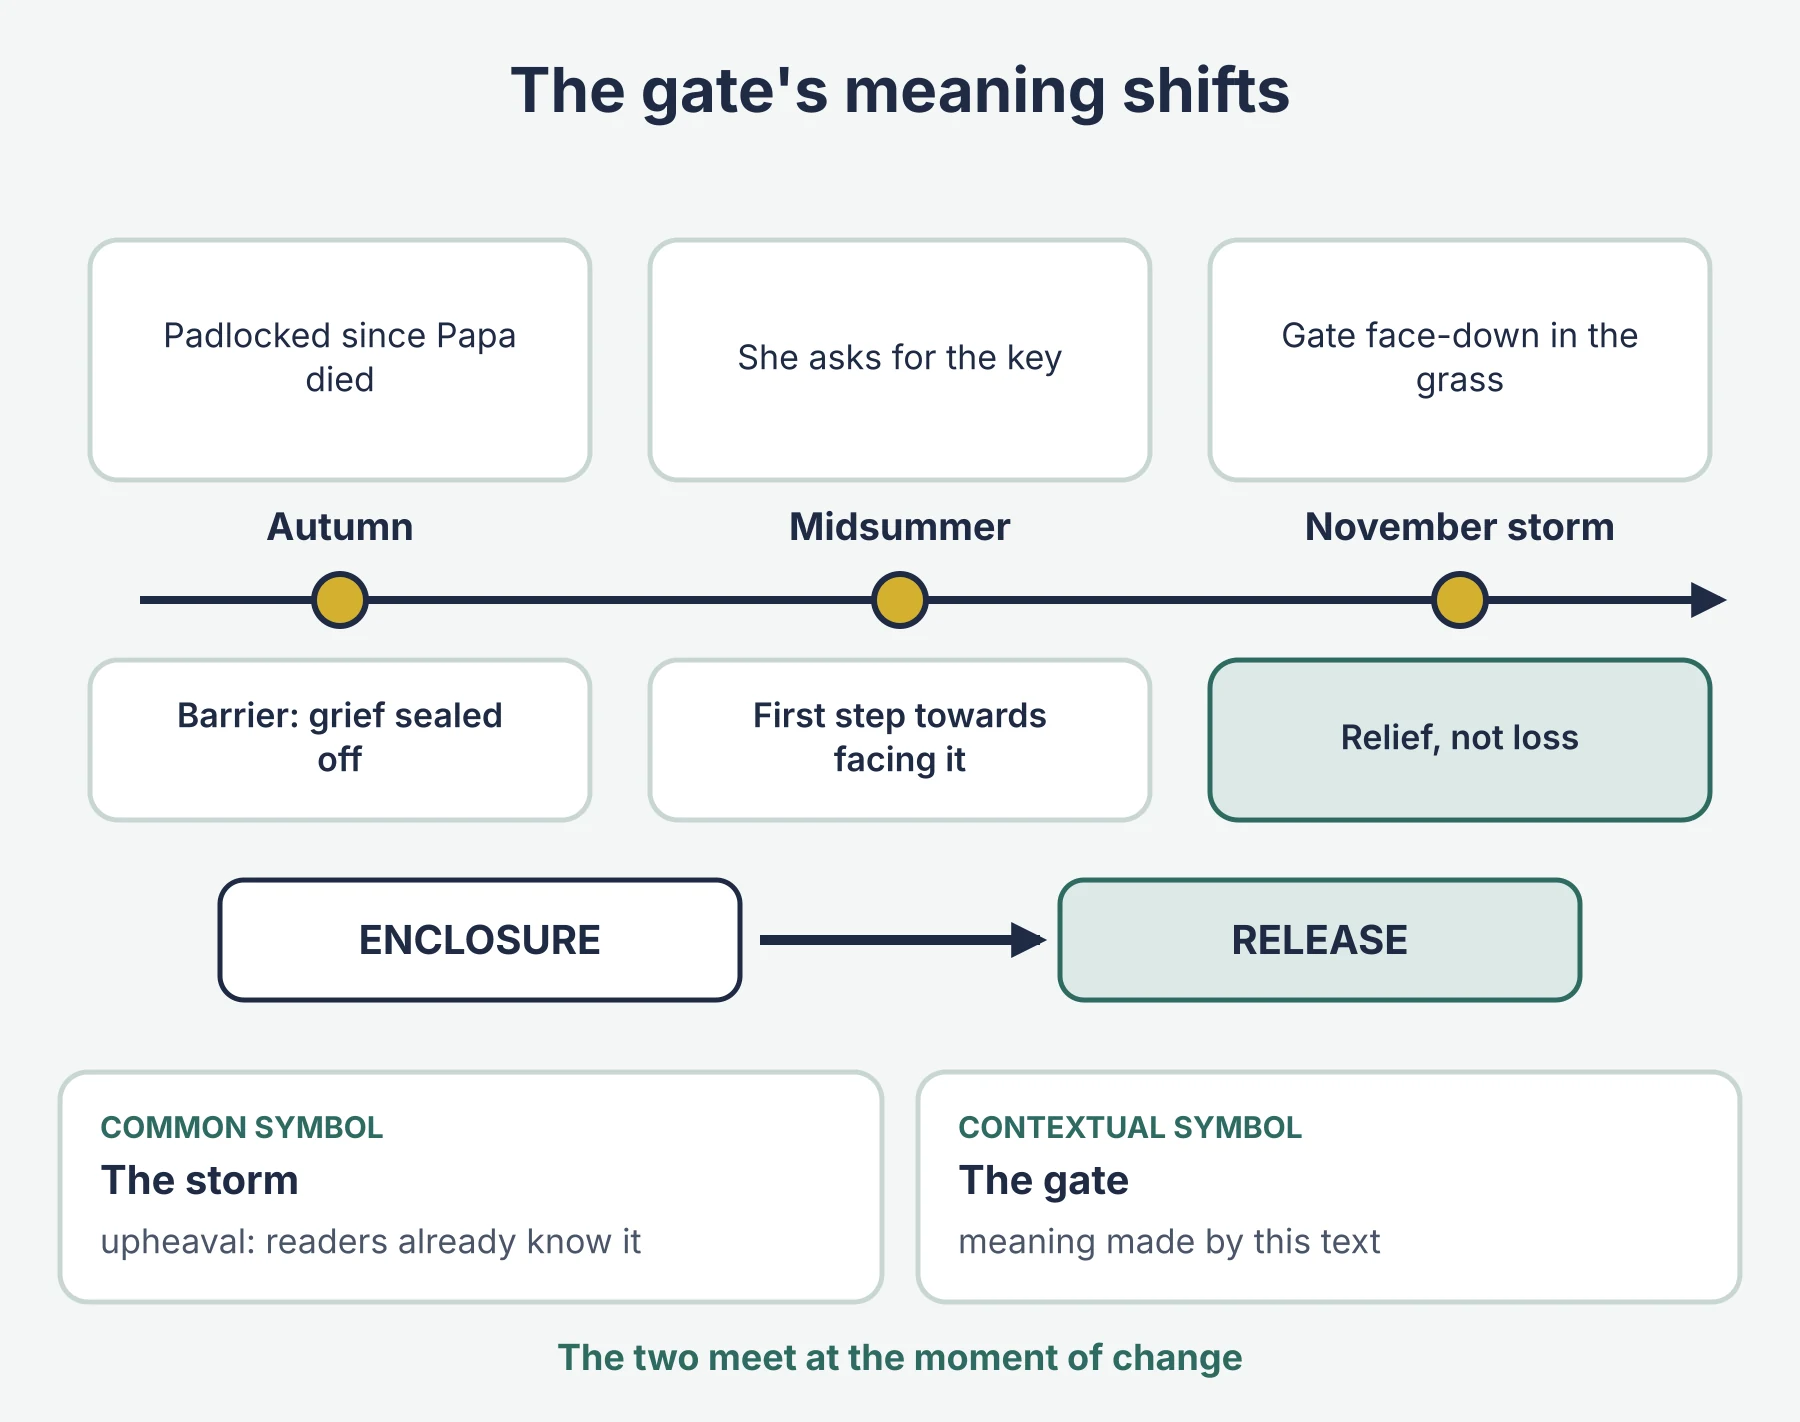 The gate's meaning shifts
Padlocked since Papa
died
She asks for the key
Gate face-down in the
grass
Autumn
Midsummer
November storm
Barrier: grief sealed
off
First step towards
facing it
Relief, not loss
ENCLOSURE
RELEASE
COMMON SYMBOL
The storm
upheaval: readers already know it
CONTEXTUAL SYMBOL
The gate
meaning made by this text
The two meet at the moment of change